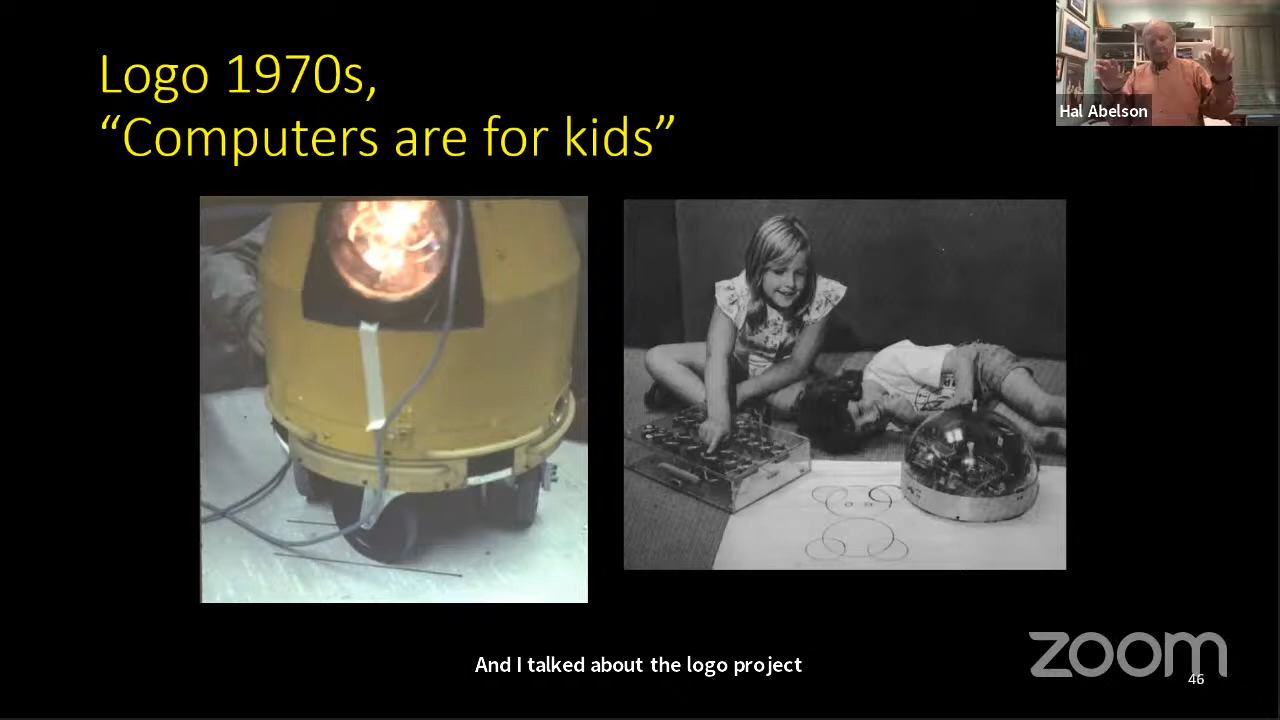 Logo 1970s,
“Computers are for kids”
Hal Abelson
And I talked about the logo project
zoom
46